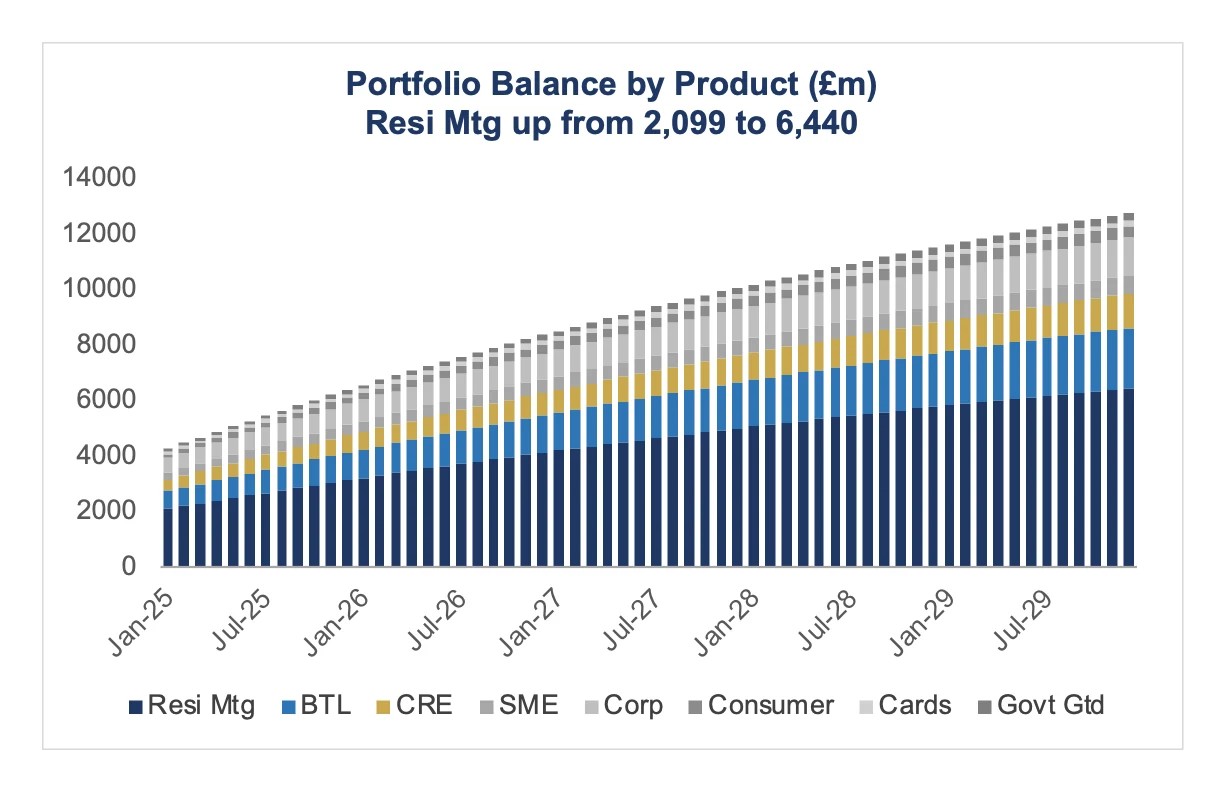 Portfolio Balance by Product (£m)
Resi Mtg up from 2,099 to 6,440
14000
12000
10000
8000
6000
4000
2000
0
Jan-25
Jul-25
Jan-26
Jul-26
Jan-27
Jul-27
Jan-28
Jul-28
Jan-29
Jul-29
Resi Mtg BTL CRE SME Corp Consumer Cards Govt Gtd